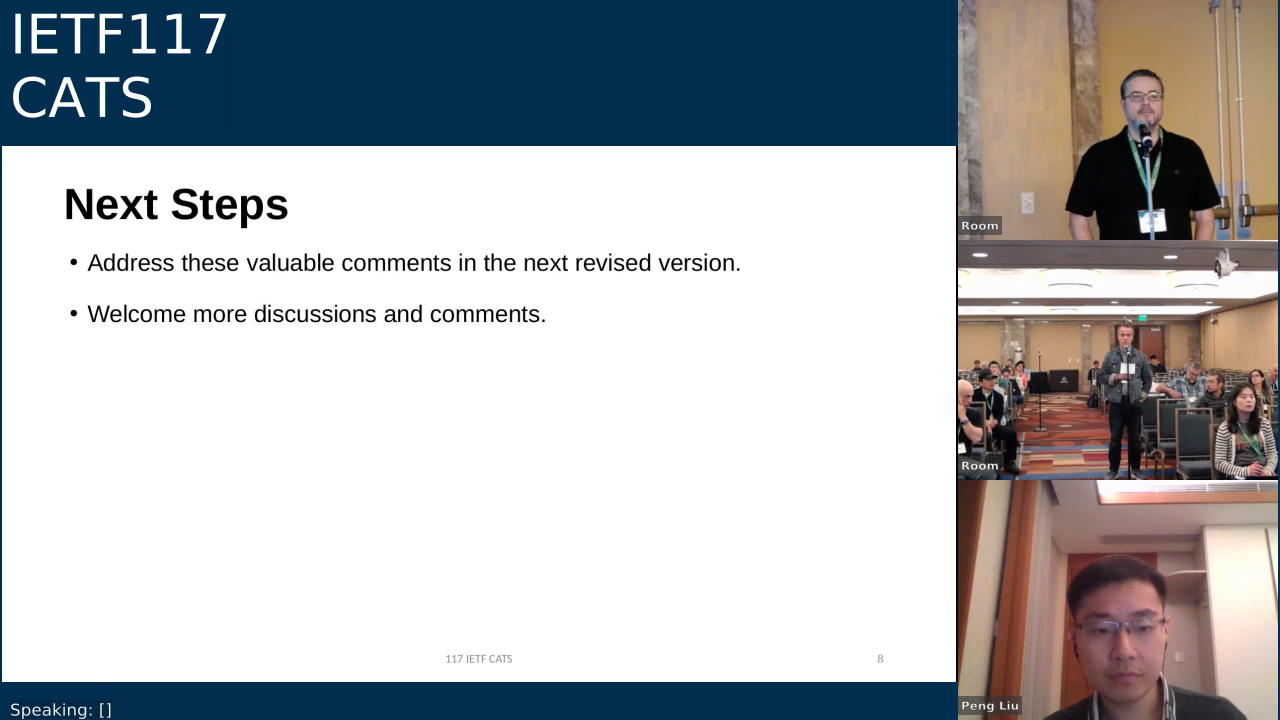 IETF117
CATS
Next Steps
• Address these valuable comments in the next revised version.
• Welcome more discussions and comments.
117 IETF CATS
8
Speaking: []
Room
Room
Peng Liu